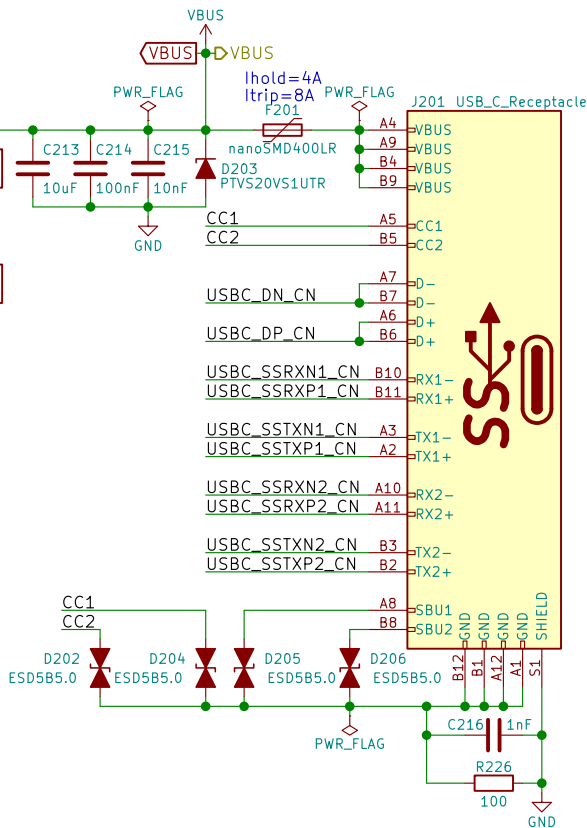 VBUS
VBUS
VBUS
Ihold=4A
Itrip=8A
PWR_FLAG
PWR_FLAG
F201
J201 USB_C_Receptacle
nanoSMD400LR
C213
C214
C215
10uF
100nF
10nF
D203
PTVS20VS1UTR
GND
A4
VBUS
A9
VBUS
B4
VBUS
B9
VBUS
CC1
A5
CC1
CC2
B5
CC2
A7
D-
USBC_DN_CN
B7
D-
A6
D+
USBC_DP_CN
B6
D+
USBC_SSRXN1_CN
B10
RX1-
USBC_SSRXP1_CN
B11
RX1+
USBC_SSTXN1_CN
A3
TX1-
USBC_SSTXP1_CN
A2
TX1+
USBC_SSRXN2_CN
A10
RX2-
USBC_SSRXP2_CN
A11
RX2+
USBC_SSTXN2_CN
B3
TX2-
USBC_SSTXP2_CN
B2
TX2+
SS
CC1
A8
SBU1
CC2
B8
SBU2
GND
GND
GND
GND
SHIELD
B12
B1
A12
A1
S1
D202
ESD5B5.0
D204
ESD5B5.0
D205
ESD5B5.0
D206
ESD5B5.0
PWR_FLAG
C216
1nF
R226
100
GND